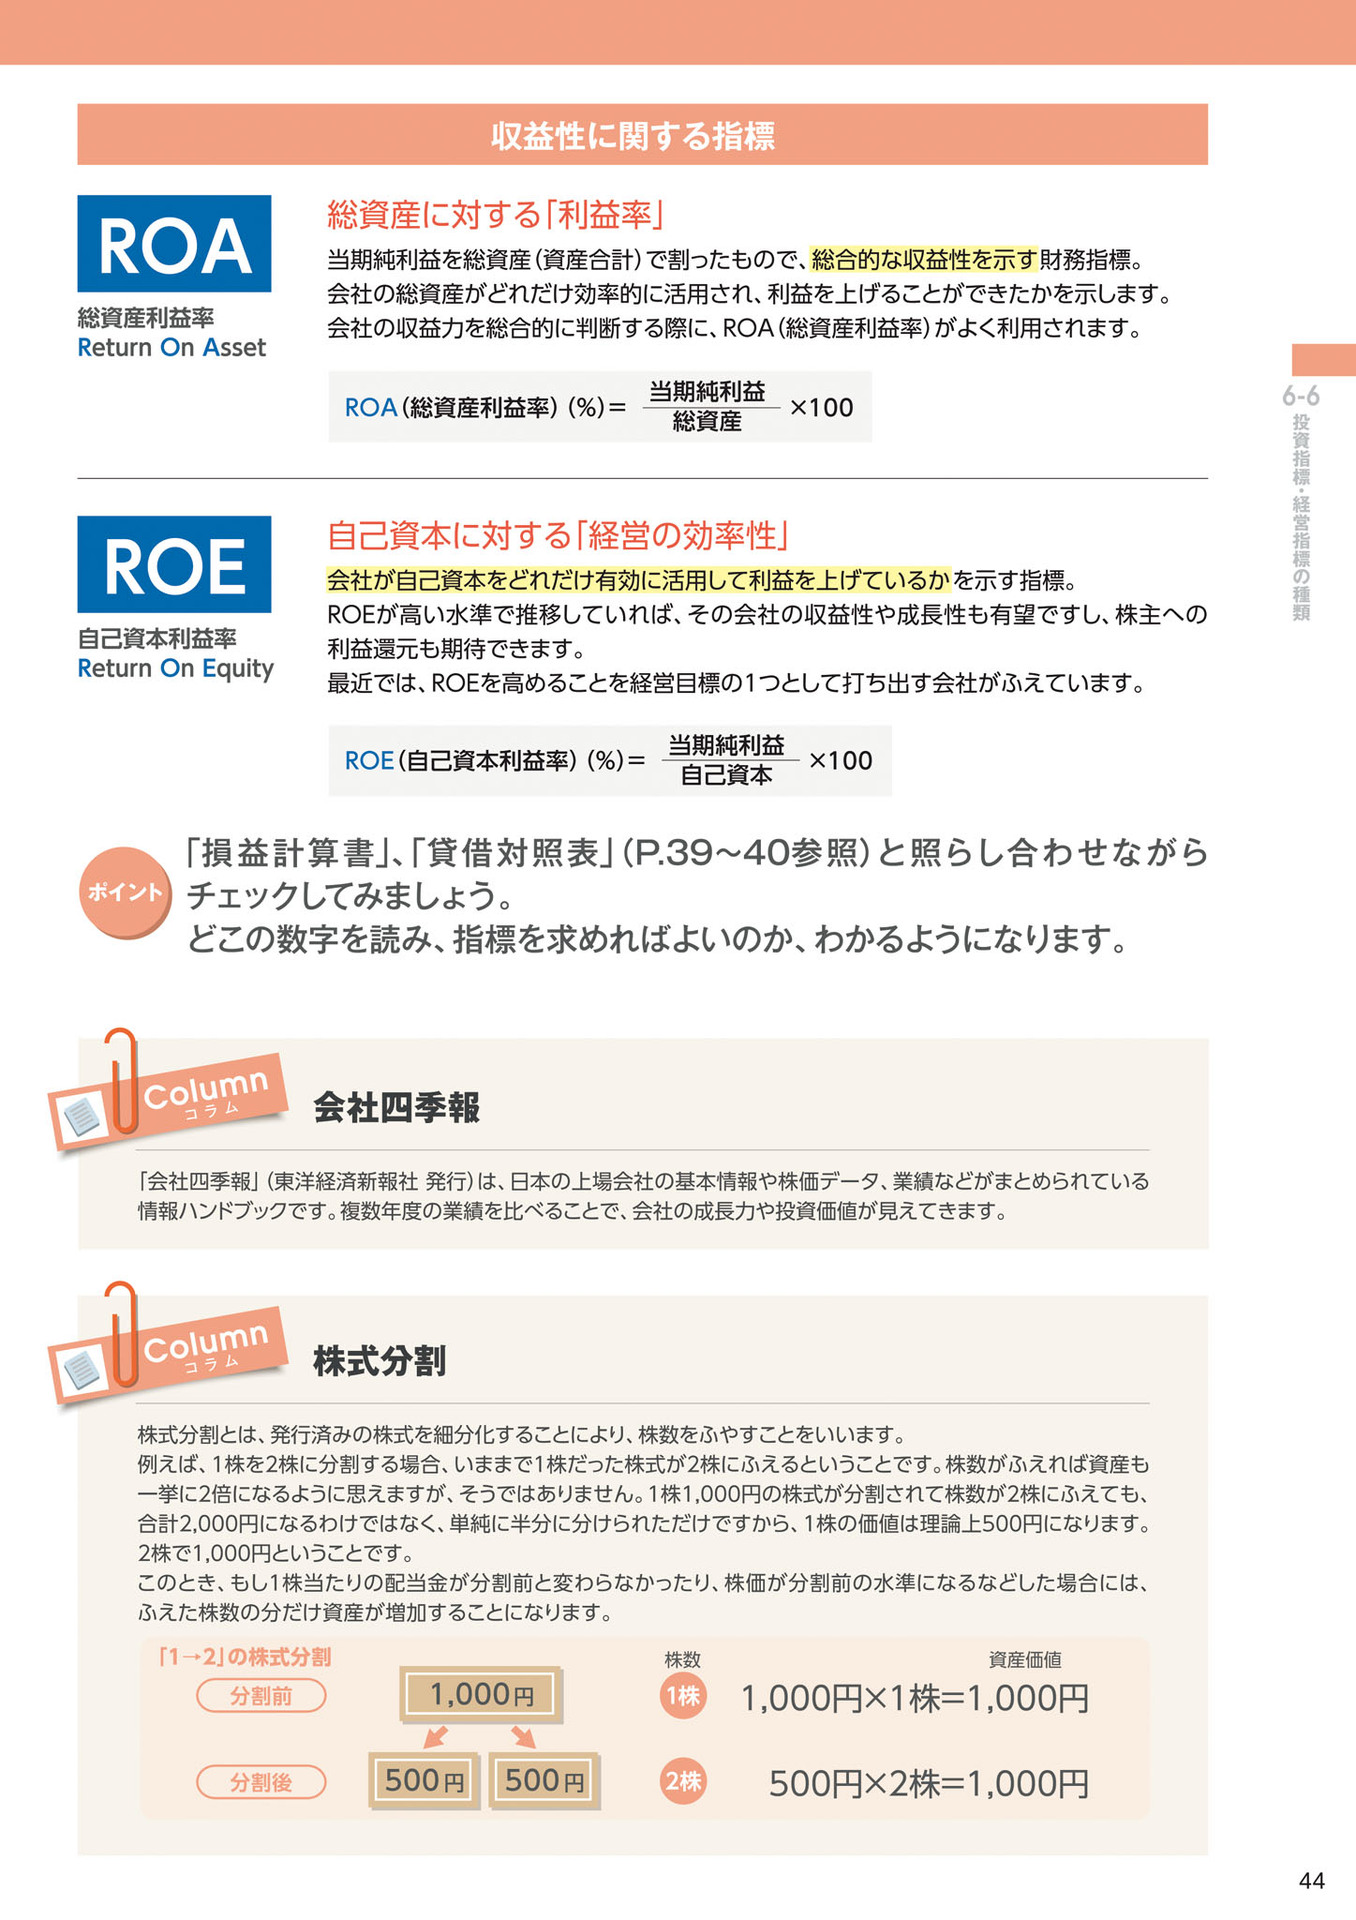 収益性に関する指標
ROA
総資産利益率
Return On Asset
総資産に対する「利益率」
当期純利益を総資産（資産合計）で割ったもので、総合的な収益性を示す財務指標。
会社の総資産がどれだけ効率的に活用され、利益を上げることができたかを示します。
会社の収益力を総合的に判断する際に、ROA（総資産利益率）がよく利用されます。
ROA（総資産利益率）（%）＝ 当期純利益
総資産 ×100
ROE
自己資本利益率
Return On Equity
自己資本に対する「経営の効率性」
会社が自己資本をどれだけ有効に活用して利益を上げているかを示す指標。
ROEが高い水準で推移していれば、その会社の収益性や成長性も有望ですし、株主への
利益還元も期待できます。
最近では、ROEを高めることを経営目標の1つとして打ち出す会社がふえています。
ROE（自己資本利益率）（%）＝ 当期純利益
自己資本 ×100
ポイント
「損益計算書」、「貸借対照表」（P.39～40参照）と照らし合わせながら
チェックしてみましょう。
どこの数字を読み、指標を求めればよいのか、わかるようになります。
Column
コラム
会社四季報
「会社四季報」（東洋経済新報社 発行）は、日本の上場会社の基本情報や株価データ、業績などがまとめられている
情報ハンドブックです。複数年度の業績を比べることで、会社の成長力や投資価値が見えてきます。
Column
コラム
株式分割
株式分割とは、発行済みの株式を細分化することにより、株数をふやすことをいいます。
例えば、1株を2株に分割する場合、いままで1株だった株式が2株にふえるということです。株数がふえれば資産も
一挙に2倍になるように思えますが、そうではありません。1株1,000円の株式が分割されて株数が2株にふえても、
合計2,000円になるわけではなく、単純に半分に分けられただけですから、1株の価値は理論上500円になります。
2株で1,000円ということです。
このとき、もし1株当たりの配当金が分割前と変わらなかったり、株価が分割前の水準になるなどした場合には、
ふえた株数の分だけ資産が増加することになります。
「1→2」の株式分割
株数 資産価値
分割前 1,000円 1株 1,000円×1株＝1,000円
分割後 500円 500円 2株 500円×2株＝1,000円
6-6
投資指標・経営指標の種類
44